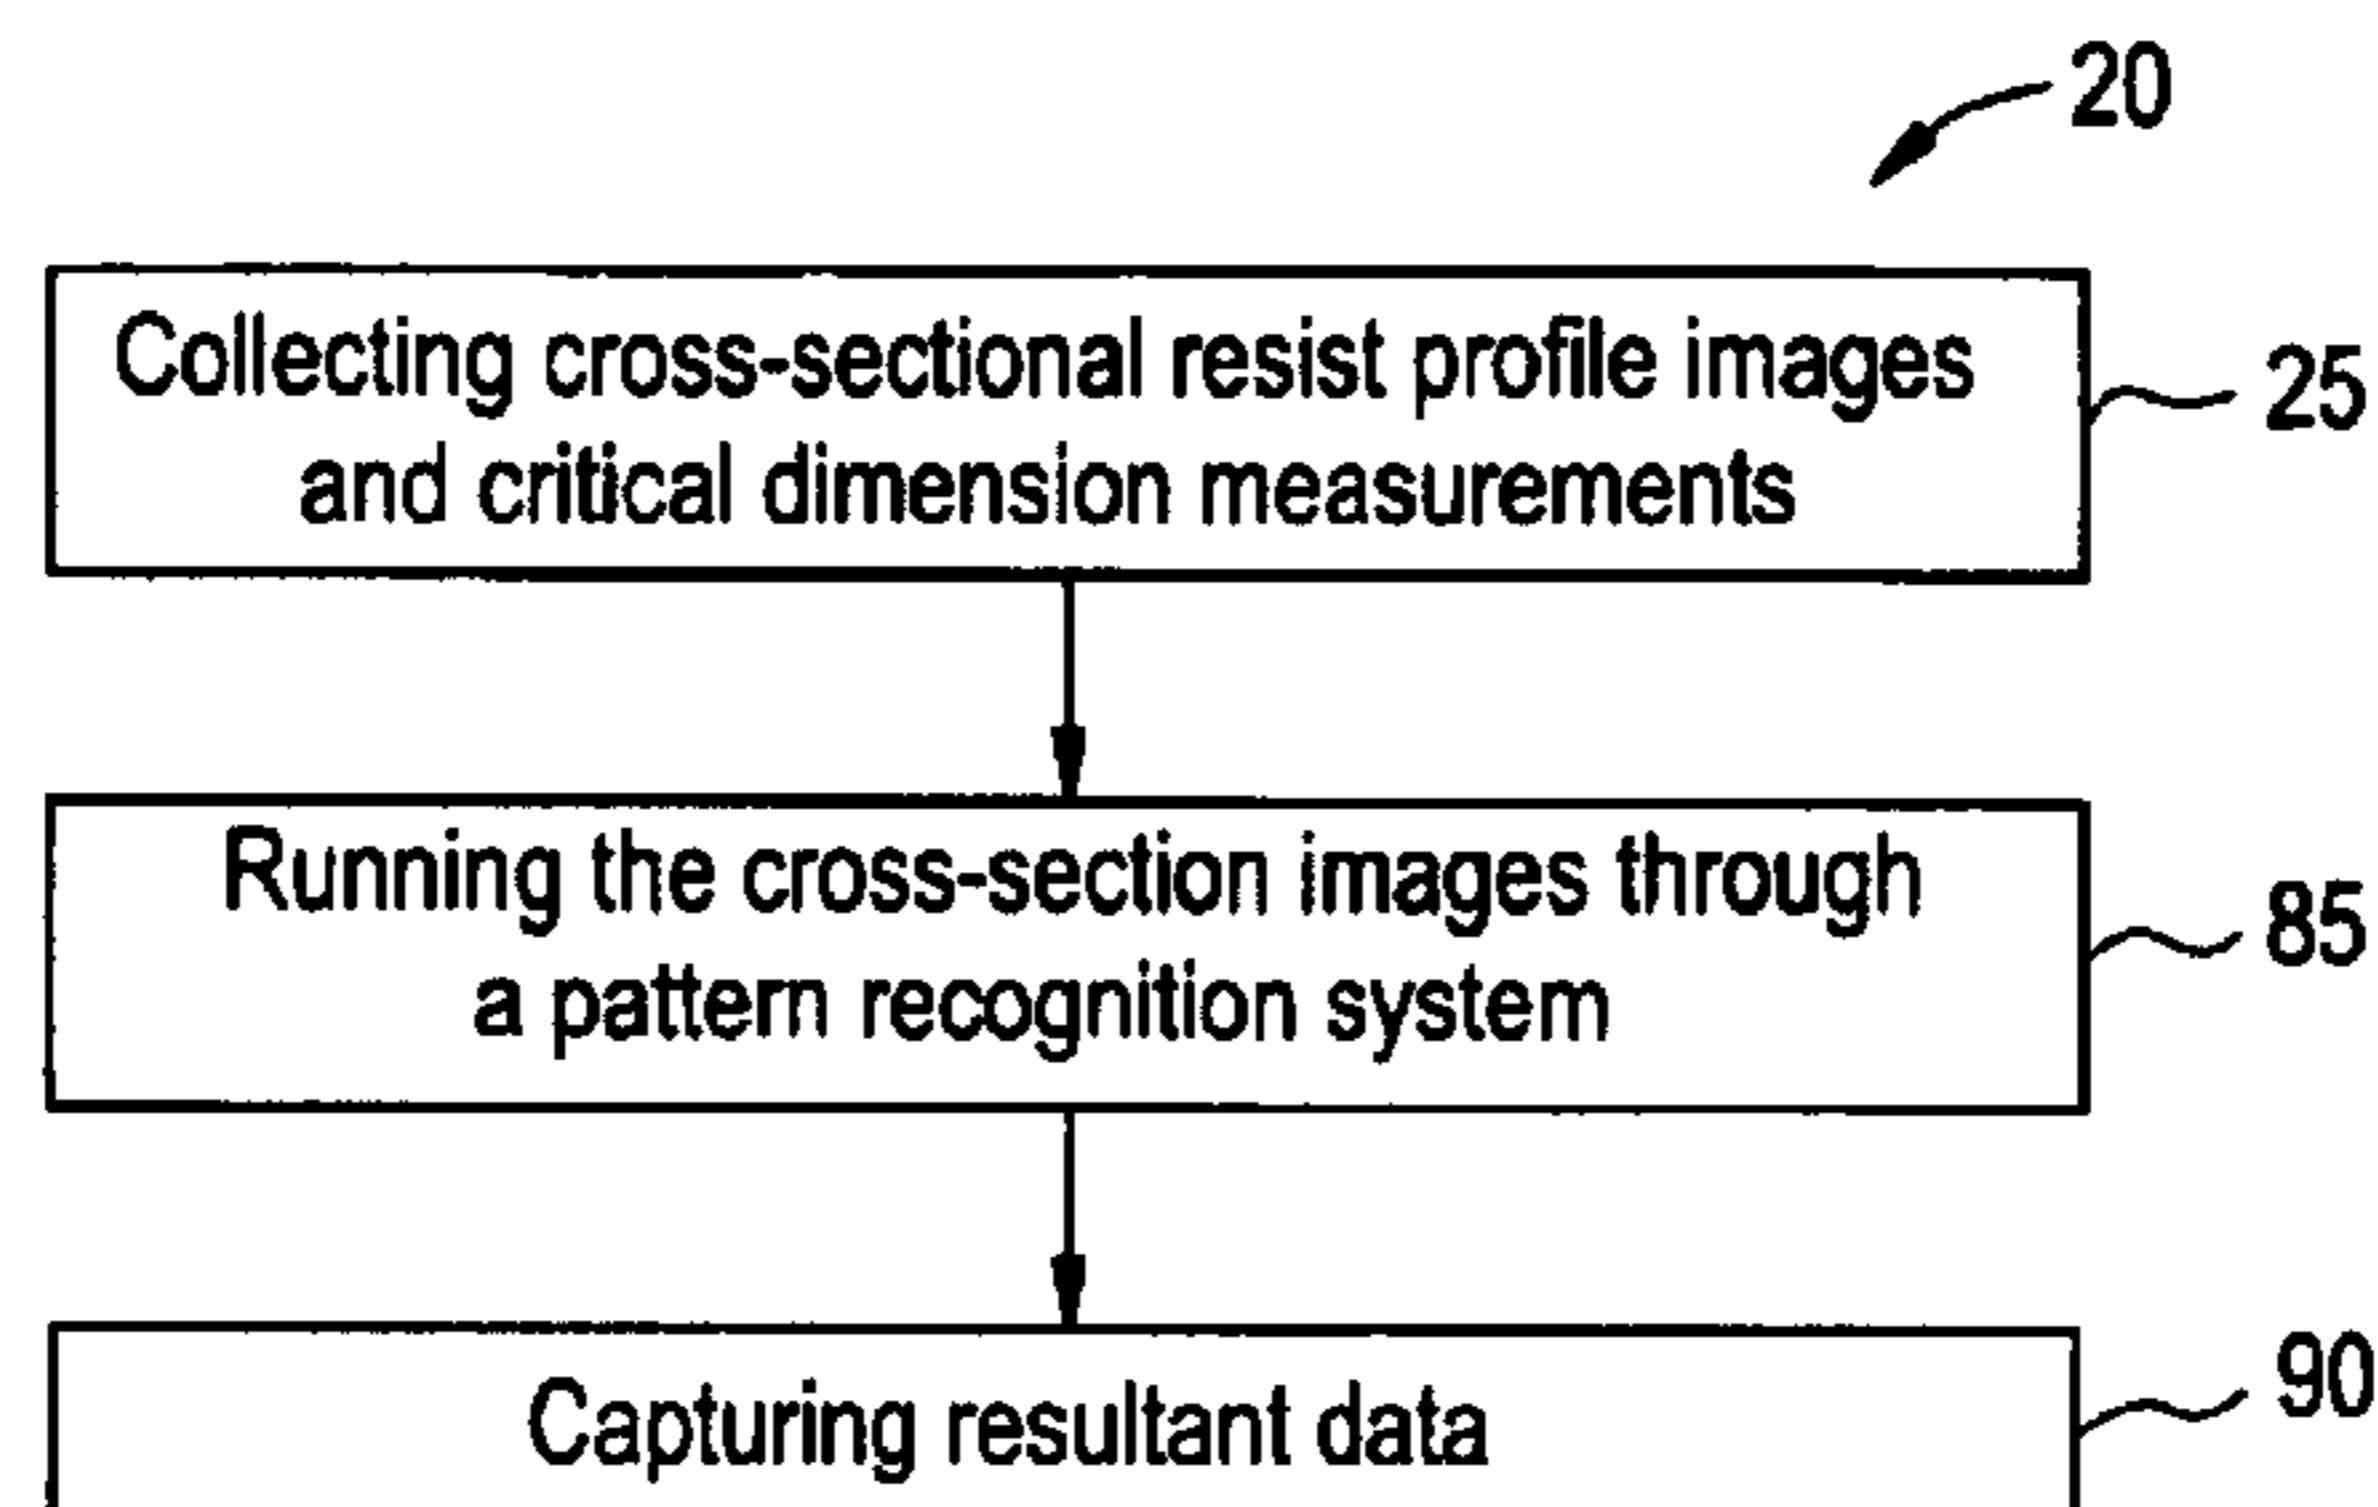 20
Collecting cross-sectional resist profile images
and critical dimension measurements
25
Running the cross-section images through
a pattern recognition system
85
Capturing resultant data
90